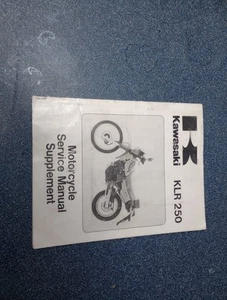 Kawasaki
KLR 250
Motorcycle
Service Manual
Supplement